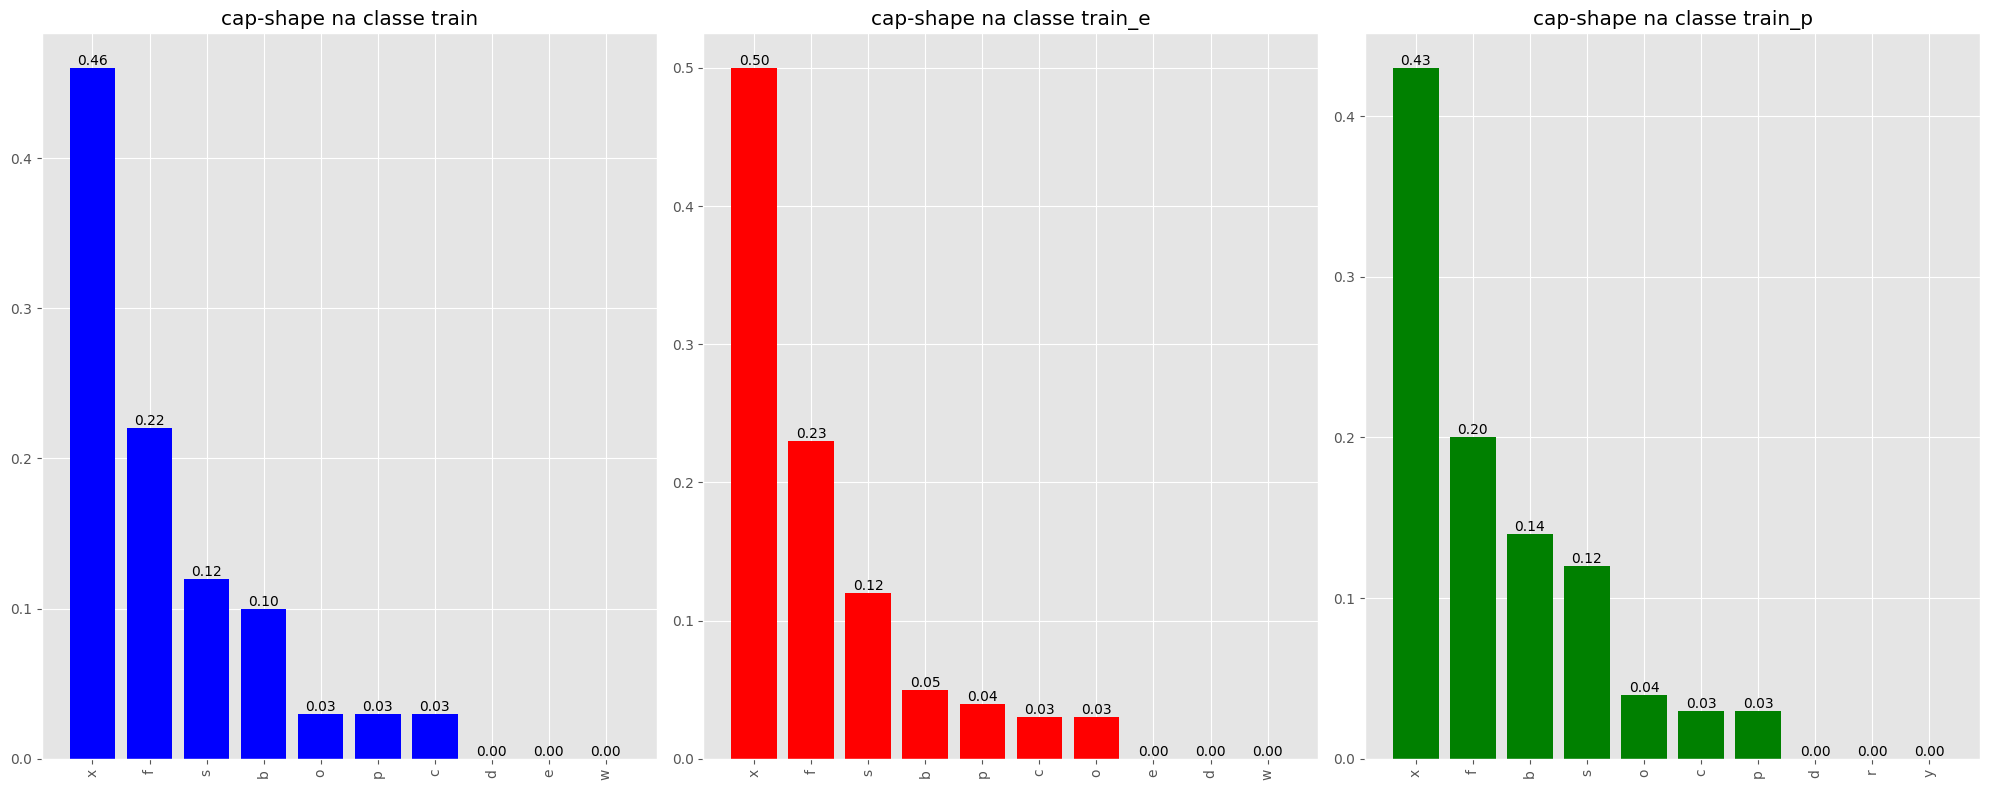 cap-shape na classe train
0.46
0.22
0.12
0.10
0.03
0.03
0.03
0.00
0.00
0.00
0.4
0.3
0.2
0.1
0.0
x
f
s
b
o
p
c
d
e
w
cap-shape na classe train_e
0.50
0.23
0.12
0.05
0.04
0.03
0.03
0.00
0.00
0.00
0.5
0.4
0.3
0.2
0.1
0.0
x
f
s
b
p
c
o
e
d
w
cap-shape na classe train_p
0.43
0.20
0.14
0.12
0.04
0.03
0.03
0.00
0.00
0.00
0.4
0.3
0.2
0.1
0.0
x
f
b
s
o
c
p
d
r
y